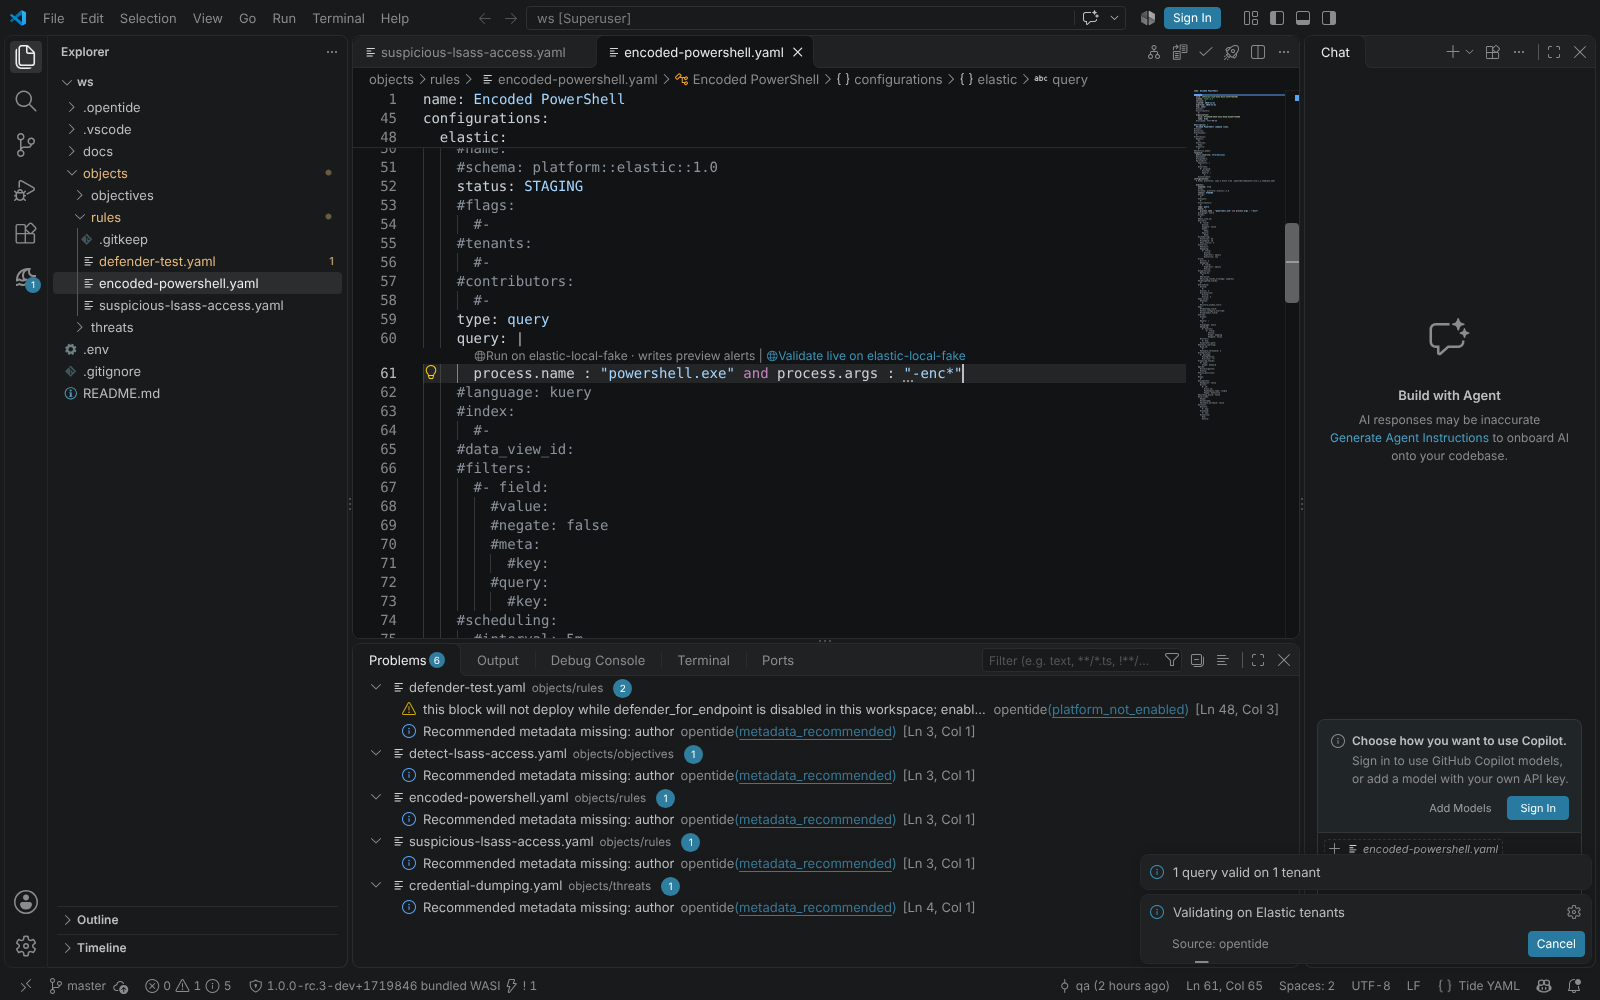 File Edit Selection View Go Run Terminal Help
ws [Superuser]
Sign In
Explorer
ws
.opentide
.vscode
docs
objects
objectives
rules
.gitkeep
defender-test.yaml 1
encoded-powershell.yaml
suspicious-lsass-access.yaml
threats
.env
.gitignore
README.md
1
Outline
Timeline
suspicious-lsass-access.yaml
encoded-powershell.yaml
objects > rules > encoded-powershell.yaml > Encoded PowerShell > {} configurations > {} elastic > abc query
1 name: Encoded PowerShell
45 configurations:
48 elastic:
50 #name:
51 #schema: platform::elastic::1.0
52 status: STAGING
53 #flags:
54 #-
55 #tenants:
56 #-
57 #contributors:
58 #-
59 type: query
60 query: |
Run on elastic-local-fake · writes preview alerts | Validate live on elastic-local-fake
61 process.name : "powershell.exe" and process.args : "-enc*"
62 #language: kuery
63 #index:
64 #-
65 #data_view_id:
66 #filters:
67 #- field:
68 #value:
69 #negate: false
70 #meta:
71 #key:
72 #query:
73 #key:
74 #scheduling:
75 #interval: 5m
Problems 6 Output Debug Console Terminal Ports
Filter (e.g. text, **/*.ts, !**/...
defender-test.yaml objects/rules 2
this block will not deploy while defender_for_endpoint is disabled in this workspace; enabl... opentide(platform_not_enabled) [Ln 48, Col 3]
Recommended metadata missing: author opentide(metadata_recommended) [Ln 3, Col 1]
detect-lsass-access.yaml objects/objectives 1
Recommended metadata missing: author opentide(metadata_recommended) [Ln 3, Col 1]
encoded-powershell.yaml objects/rules 1
Recommended metadata missing: author opentide(metadata_recommended) [Ln 3, Col 1]
suspicious-lsass-access.yaml objects/rules 1
Recommended metadata missing: author opentide(metadata_recommended) [Ln 3, Col 1]
credential-dumping.yaml objects/threats 1
Recommended metadata missing: author opentide(metadata_recommended) [Ln 4, Col 1]
Chat
Build with Agent
AI responses may be inaccurate
Generate Agent Instructions to onboard AI
onto your codebase.
Choose how you want to use Copilot.
Sign in to use GitHub Copilot models,
or add a model with your own API key.
Add Models Sign In
encoded-powershell.yaml
1 query valid on 1 tenant
Validating on Elastic tenants
Source: opentide
Cancel
master 0 1 5 1.0.0-rc.3-dev+1719846 bundled WASI ! 1
qa (2 hours ago) Ln 61, Col 65 Spaces: 2 UTF-8 LF {} Tide YAML